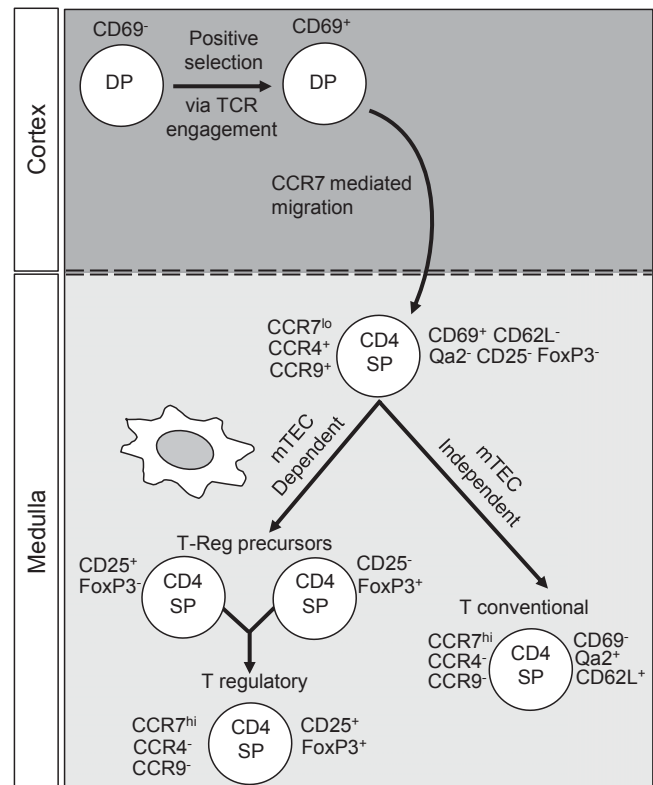 Cortex
CD69⁻
DP
Positive
selection
via TCR
engagement
CD69⁺
DP
CCR7 mediated
migration
Medulla
CCR7ˡᵒ
CCR4⁺
CCR9⁺
CD4
SP
CD69⁺ CD62L⁻
Qa2⁻ CD25⁻ FoxP3⁻
mTEC
Dependent
mTEC
Independent
T-Reg precursors
CD25⁺
FoxP3⁻
CD4
SP
CD4
SP
CD25⁻
FoxP3⁺
T conventional
CCR7ʰⁱ
CCR4⁻
CCR9⁻
CD4
SP
CD69⁻
Qa2⁺
CD62L⁺
T regulatory
CCR7ʰⁱ
CCR4⁻
CCR9⁻
CD4
SP
CD25⁺
FoxP3⁺